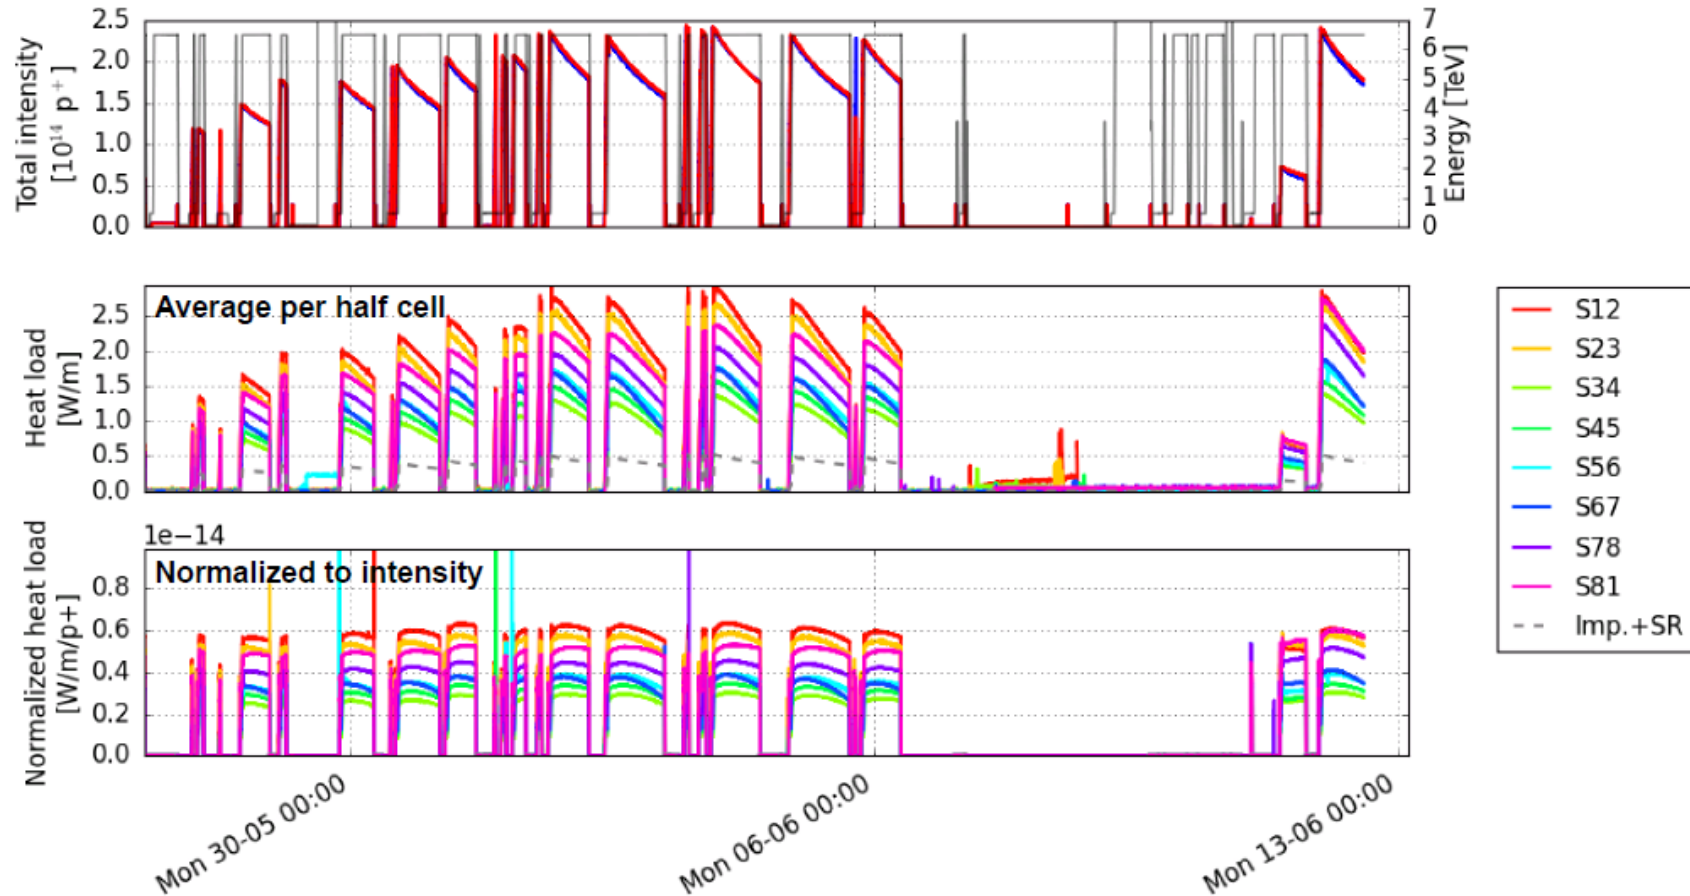 Total intensity
[10¹⁴ p⁺]
2.5
2.0
1.5
1.0
0.5
0.0
7
6
5
4
3
2
1
0
Energy [TeV]
Average per half cell
Heat load
[W/m]
2.5
2.0
1.5
1.0
0.5
0.0
S12
S23
S34
S45
S56
S67
S78
S81
Imp.+SR
1e−14
Normalized to intensity
Normalized heat load
[W/m/p+]
0.8
0.6
0.4
0.2
0.0
Mon 30-05 00:00
Mon 06-06 00:00
Mon 13-06 00:00